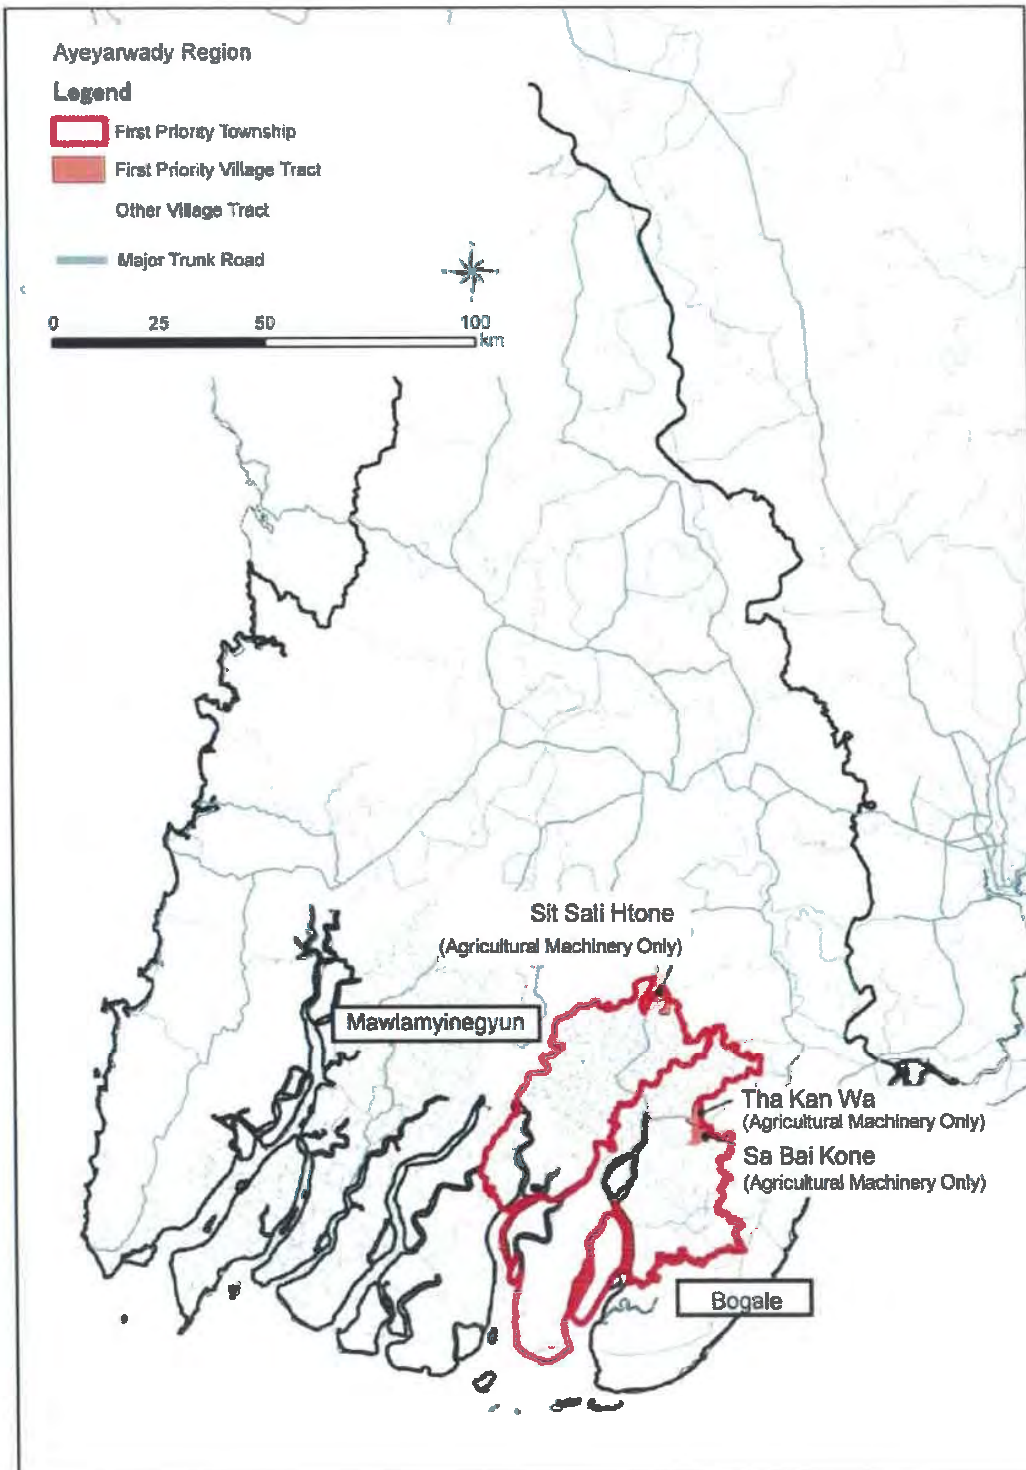 Ayeyarwady Region
Legend
First Priority Township
First Priority Village Tract
Other Village Tract
Major Trunk Road
0 25 50 100
km
Sit Sali Htone
(Agricultural Machinery Only)
Mawlamyinegyun
Tha Kan Wa
(Agricultural Machinery Only)
Sa Bai Kone
(Agricultural Machinery Only)
Bogale